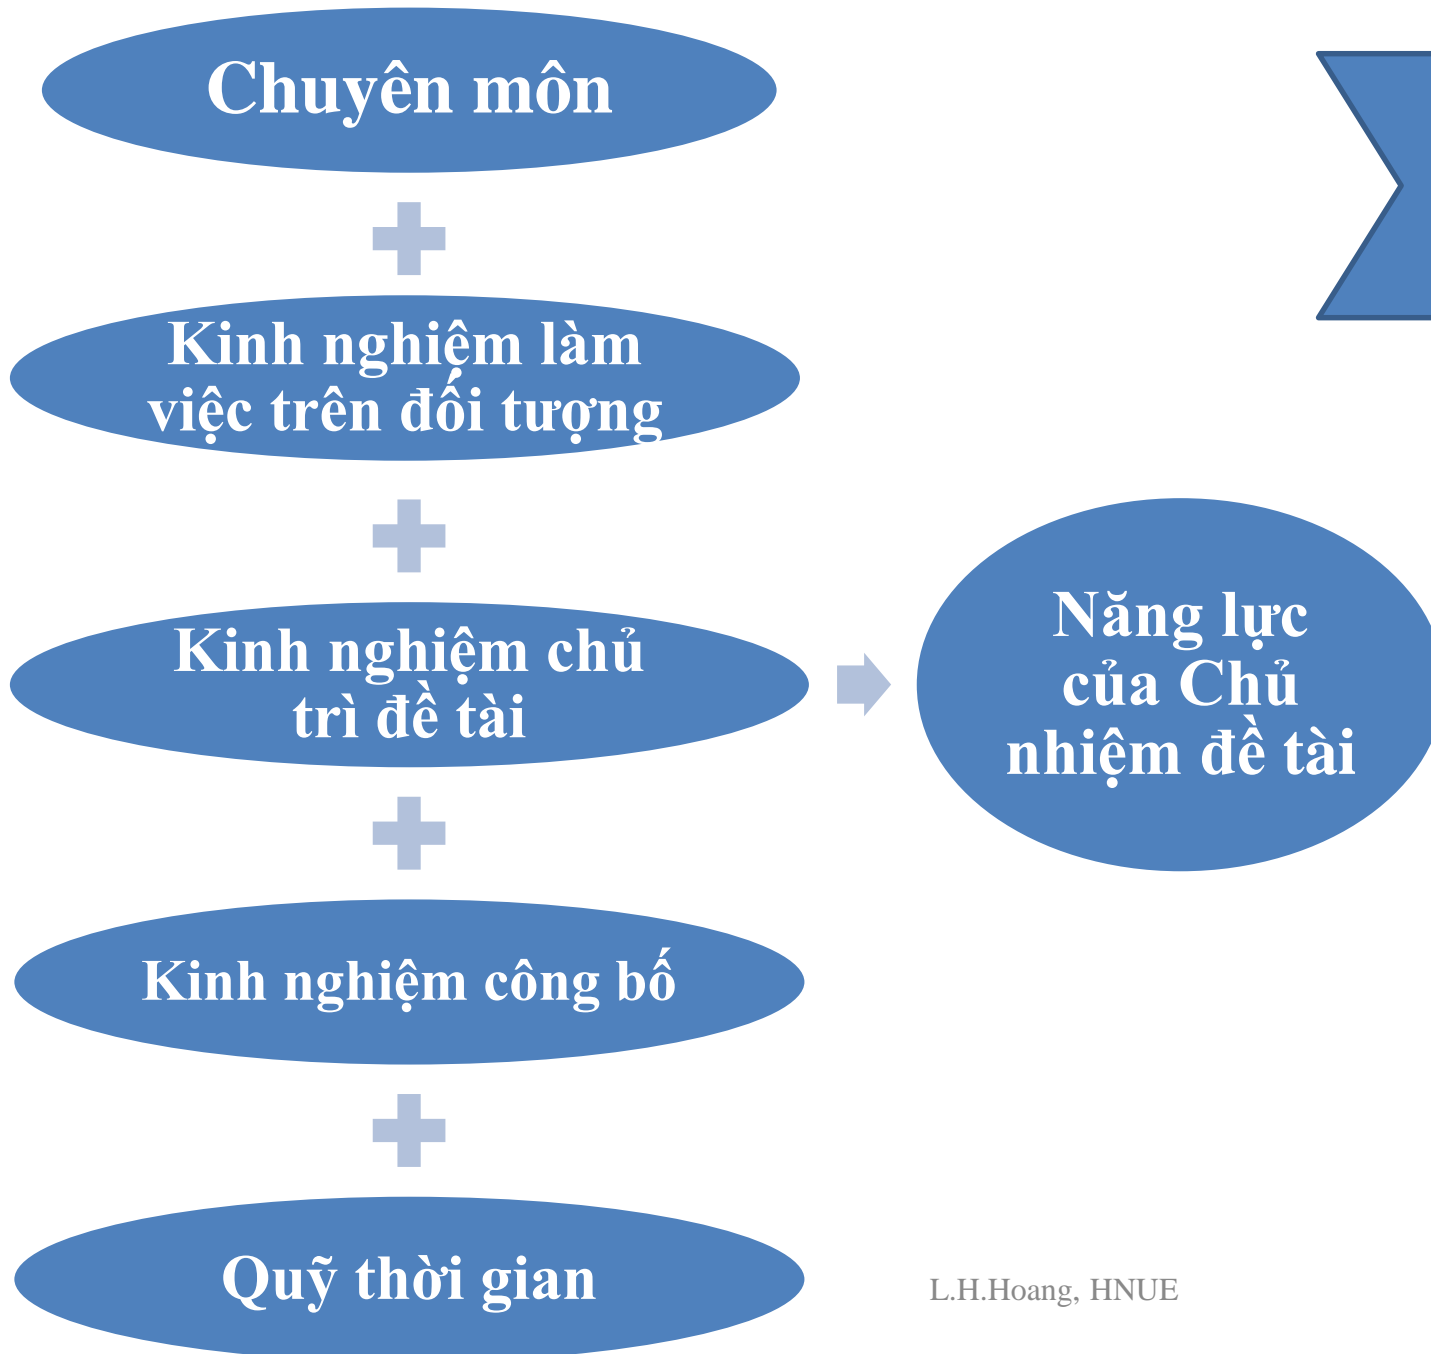 Chuyên môn
Kinh nghiệm làm
việc trên đối tượng
Kinh nghiệm chủ
trì đề tài
Kinh nghiệm công bố
Quỹ thời gian
Năng lực
của Chủ
nhiệm đề tài
L.H.Hoang, HNUE